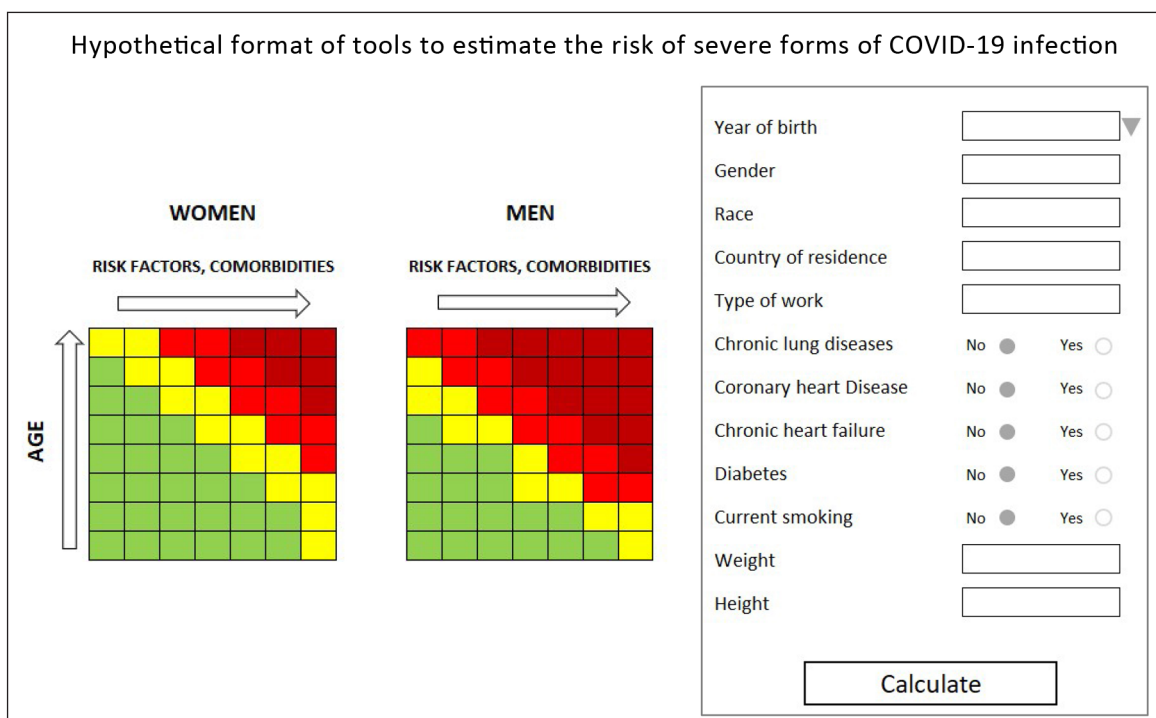 Hypothetical format of tools to estimate the risk of severe forms of COVID-19 infection
WOMEN
RISK FACTORS, COMORBIDITIES
AGE
MEN
RISK FACTORS, COMORBIDITIES
Year of birth
Gender
Race
Country of residence
Type of work
Chronic lung diseases No Yes
Coronary heart Disease No Yes
Chronic heart failure No Yes
Diabetes No Yes
Current smoking No Yes
Weight
Height
Calculate